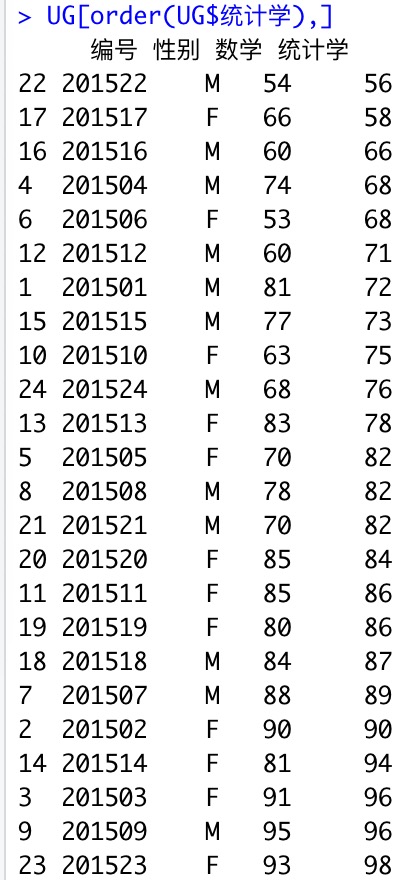 > UG[order(UG$统计学),]
编号 性别 数学 统计学
22 201522 M 54 56
17 201517 F 66 58
16 201516 M 60 66
4 201504 M 74 68
6 201506 F 53 68
12 201512 M 60 71
1 201501 M 81 72
15 201515 M 77 73
10 201510 F 63 75
24 201524 M 68 76
13 201513 F 83 78
5 201505 F 70 82
8 201508 M 78 82
21 201521 M 70 82
20 201520 F 85 84
11 201511 F 85 86
19 201519 F 80 86
18 201518 M 84 87
7 201507 M 88 89
2 201502 F 90 90
14 201514 F 81 94
3 201503 F 91 96
9 201509 M 95 96
23 201523 F 93 98